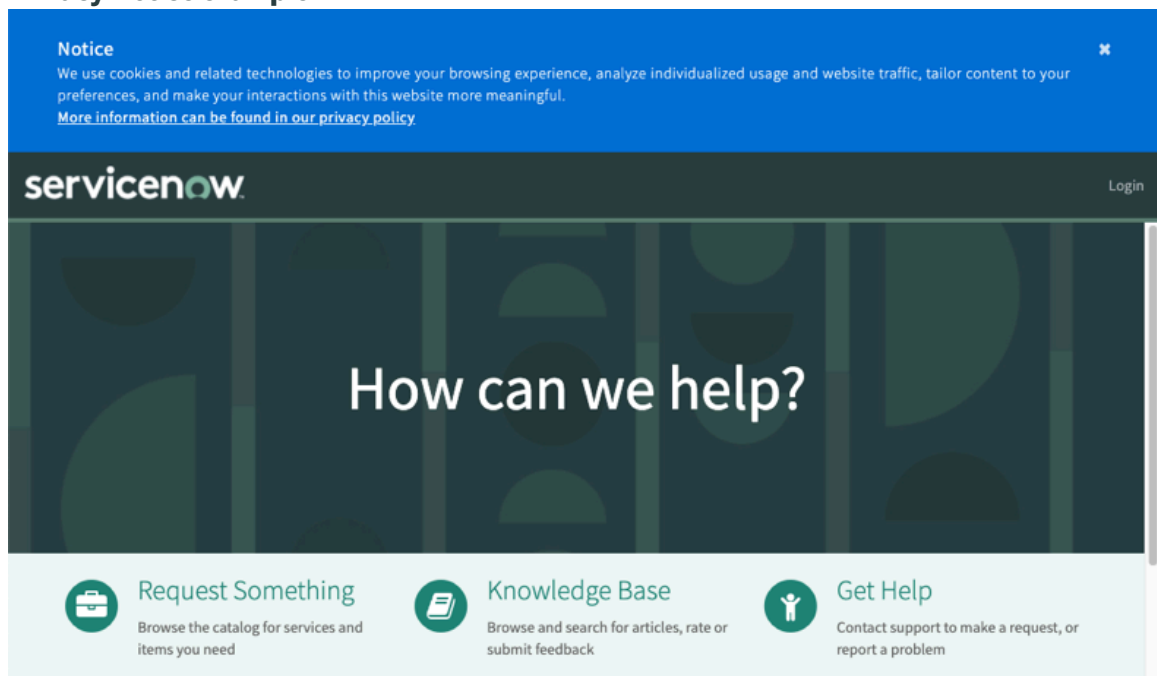 Notice
We use cookies and related technologies to improve your browsing experience, analyze individualized usage and website traffic, tailor content to your
preferences, and make your interactions with this website more meaningful.
More information can be found in our privacy policy
servicenow
Login
How can we help?
Request Something
Browse the catalog for services and
items you need
Knowledge Base
Browse and search for articles, rate or
submit feedback
Get Help
Contact support to make a request, or
report a problem